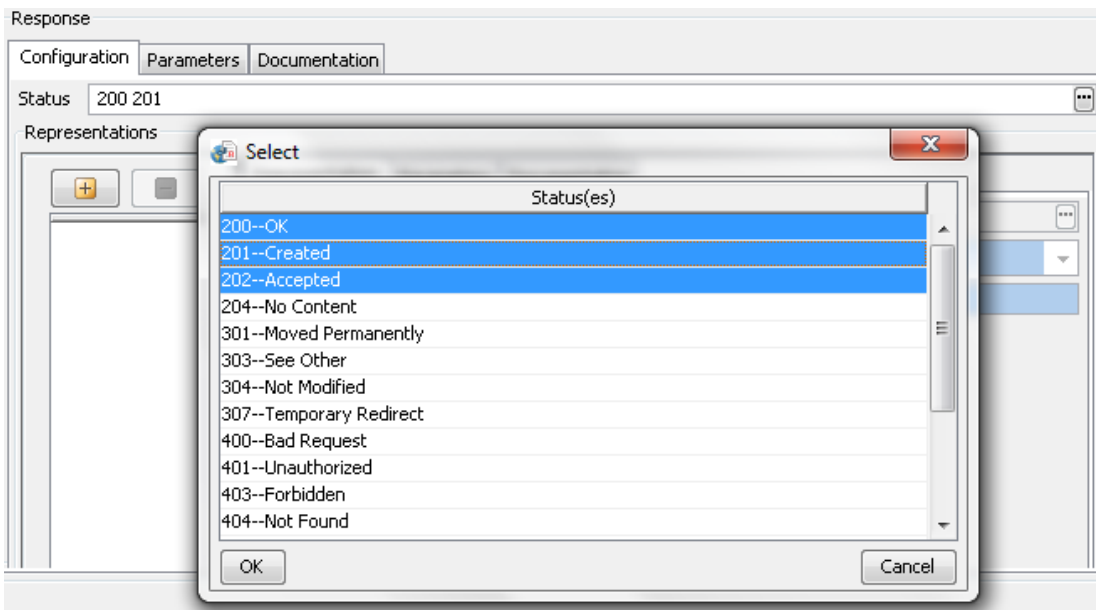 Response
Configuration Parameters Documentation
Status 200 201
Representations
Select
Status(es)
200--OK
201--Created
202--Accepted
204--No Content
301--Moved Permanently
303--See Other
304--Not Modified
307--Temporary Redirect
400--Bad Request
401--Unauthorized
403--Forbidden
404--Not Found
OK Cancel